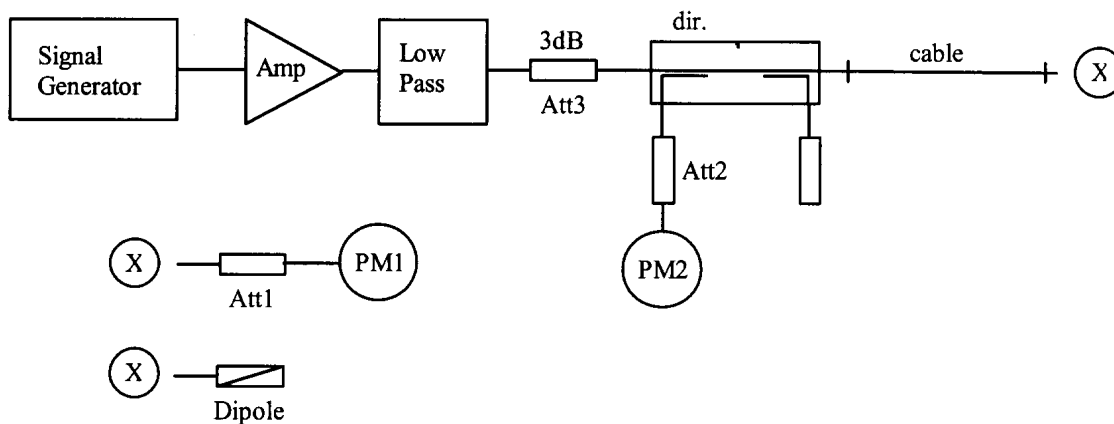 Signal
Generator
Amp
Low
Pass
3dB
Att3
dir.
cable
X
Att2
PM2
X
Att1
PM1
X
Dipole